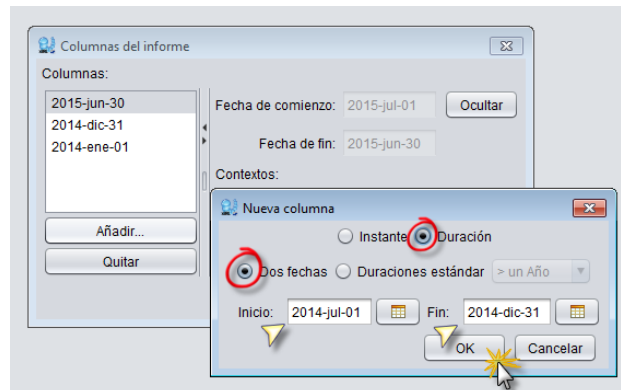 Columnas del informe
Columnas:
2015-jun-30
2014-dic-31
2014-ene-01
Añadir...
Quitar
Fecha de comienzo: 2015-jul-01 Ocultar
Fecha de fin: 2015-jun-30
Contextos:
Nueva columna
Instante Duración
Dos fechas Duraciones estándar > un Año
Inicio: 2014-jul-01 Fin: 2014-dic-31
OK Cancelar